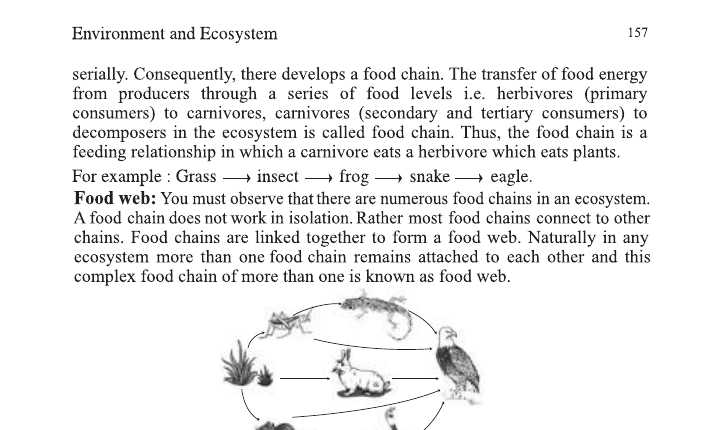 Environment and Ecosystem 157
serially. Consequently, there develops a food chain. The transfer of food energy
from producers through a series of food levels i.e. herbivores (primary
consumers) to carnivores, carnivores (secondary and tertiary consumers) to
decomposers in the ecosystem is called food chain. Thus, the food chain is a
feeding relationship in which a carnivore eats a herbivore which eats plants.
For example : Grass → insect → frog → snake → eagle.
Food web: You must observe that there are numerous food chains in an ecosystem.
A food chain does not work in isolation. Rather most food chains connect to other
chains. Food chains are linked together to form a food web. Naturally in any
ecosystem more than one food chain remains attached to each other and this
complex food chain of more than one is known as food web.